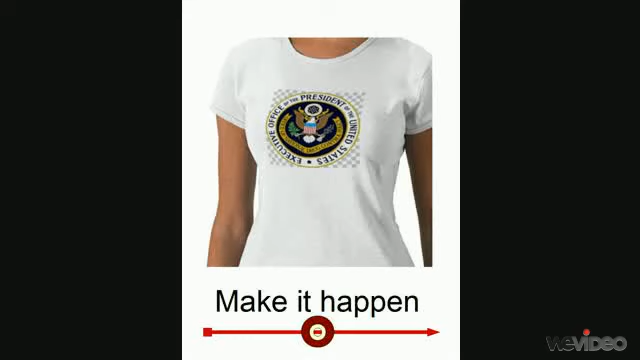 EXECUTIVE OFFICE OF THE PRESIDENT OF THE UNITED STATES
Make it happen
WEVIDEO